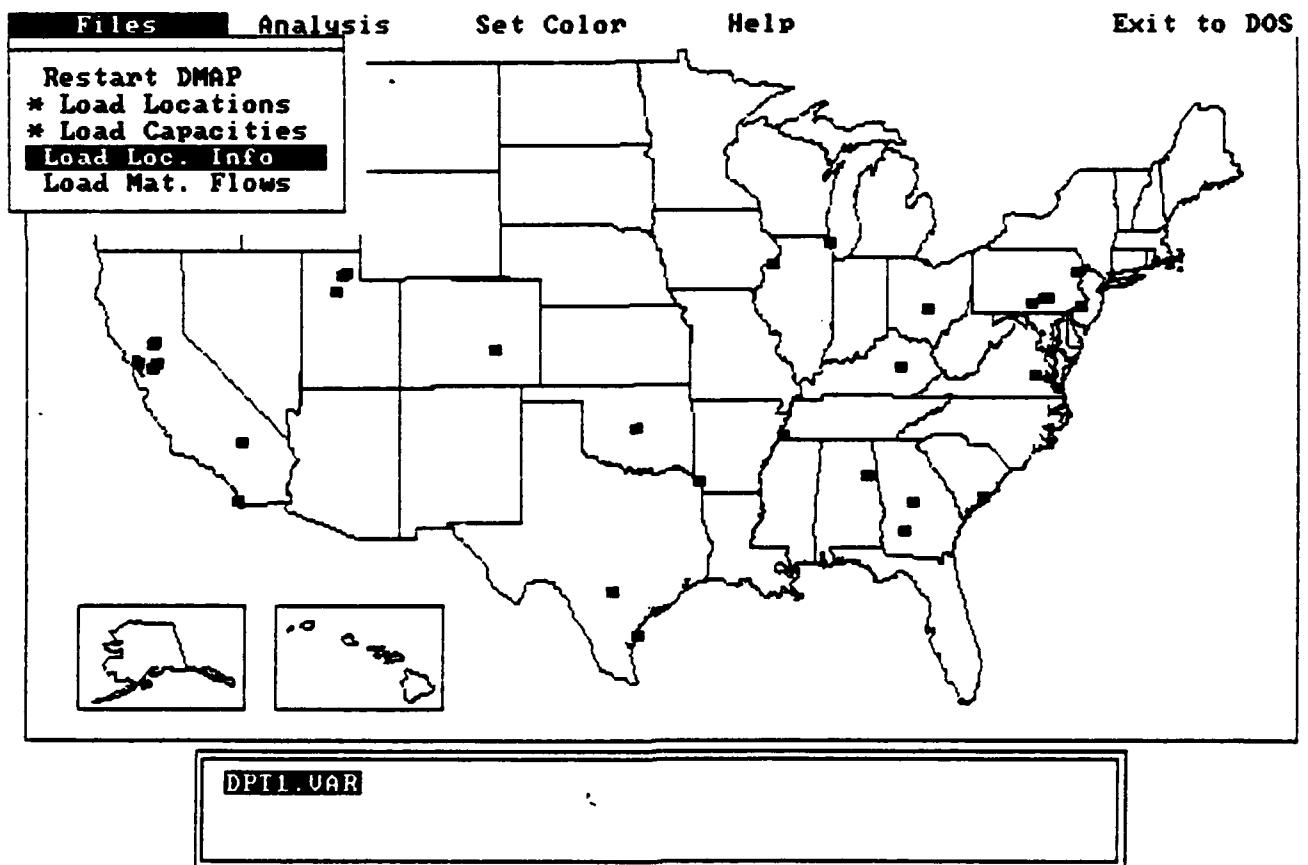 Files Analysis Set Color Help Exit to DOS
Restart DMAP
* Load Locations
* Load Capacities
Load Loc. Info
Load Mat. Flows
DPT1.VAR